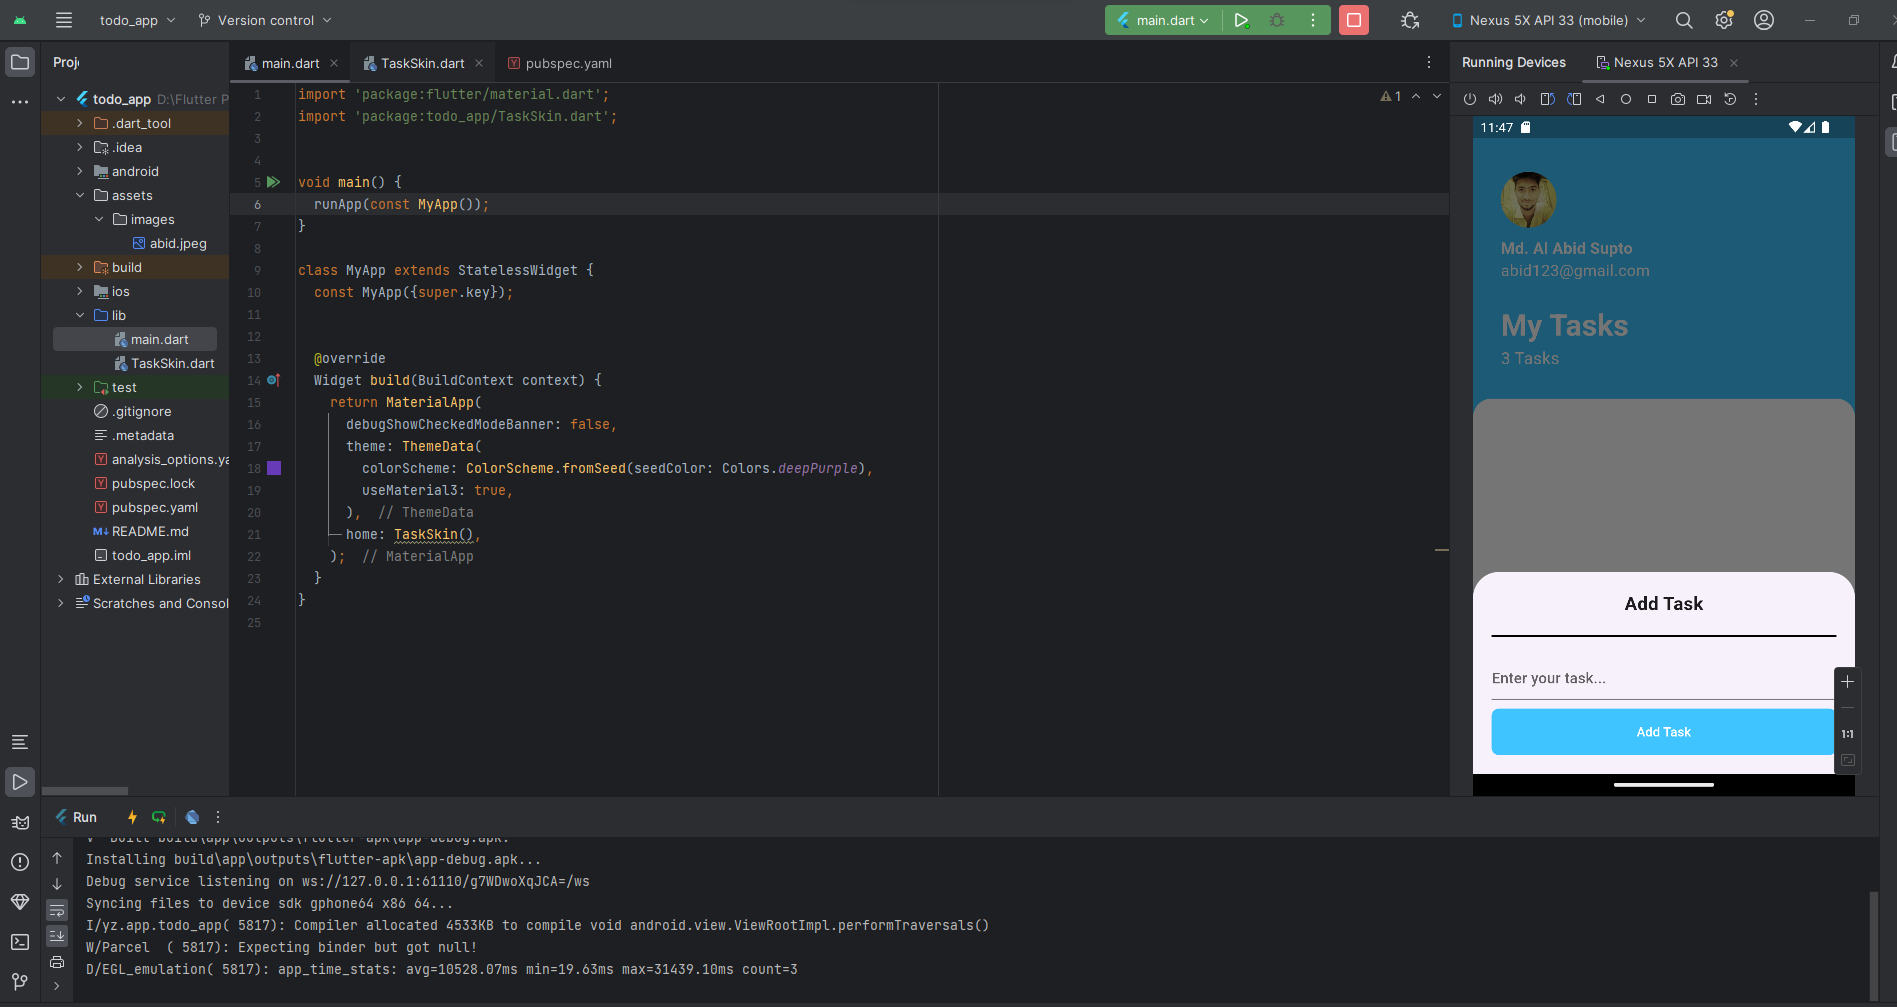 todo_app
Version control
main.dart
Nexus 5X API 33 (mobile)
Proj
main.dart
TaskSkin.dart
pubspec.yaml
Running Devices
Nexus 5X API 33
todo_app D:\Flutter P
.dart_tool
.idea
android
assets
images
abid.jpeg
build
ios
lib
main.dart
TaskSkin.dart
test
.gitignore
.metadata
analysis_options.ya
pubspec.lock
pubspec.yaml
README.md
todo_app.iml
External Libraries
Scratches and Consol
1 import 'package:flutter/material.dart';
2 import 'package:todo_app/TaskSkin.dart';
3
4
5 void main() {
6 runApp(const MyApp());
7 }
8
9 class MyApp extends StatelessWidget {
10 const MyApp({super.key});
11
12
13 @override
14 Widget build(BuildContext context) {
15 return MaterialApp(
16 debugShowCheckedModeBanner: false,
17 theme: ThemeData(
18 colorScheme: ColorScheme.fromSeed(seedColor: Colors.deepPurple),
19 useMaterial3: true,
20 ), // ThemeData
21 home: TaskSkin(),
22 ); // MaterialApp
23 }
24 }
25
1
11:47
Md. Al Abid Supto
abid123@gmail.com
My Tasks
3 Tasks
Add Task
Enter your task...
Add Task
1:1
Run
√ Built build\app\outputs\flutter-apk\app-debug.apk.
Installing build\app\outputs\flutter-apk\app-debug.apk...
Debug service listening on ws://127.0.0.1:61110/g7WDwoXqJCA=/ws
Syncing files to device sdk gphone64 x86 64...
I/yz.app.todo_app( 5817): Compiler allocated 4533KB to compile void android.view.ViewRootImpl.performTraversals()
W/Parcel  ( 5817): Expecting binder but got null!
D/EGL_emulation( 5817): app_time_stats: avg=10528.07ms min=19.63ms max=31439.10ms count=3